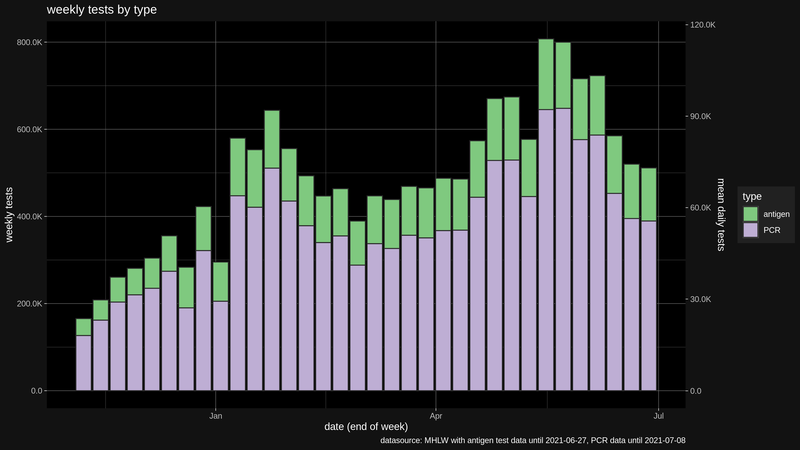 weekly tests by type
120.0K
800.0K
90.0K
600.0K
weekly tests
mean daily tests
type
antigen
PCR
400.0K
60.0K
200.0K
30.0K
0.0
0.0
Jan
Apr
Jul
date (end of week)
datasource: MHLW with antigen test data until 2021-06-27, PCR data until 2021-07-08